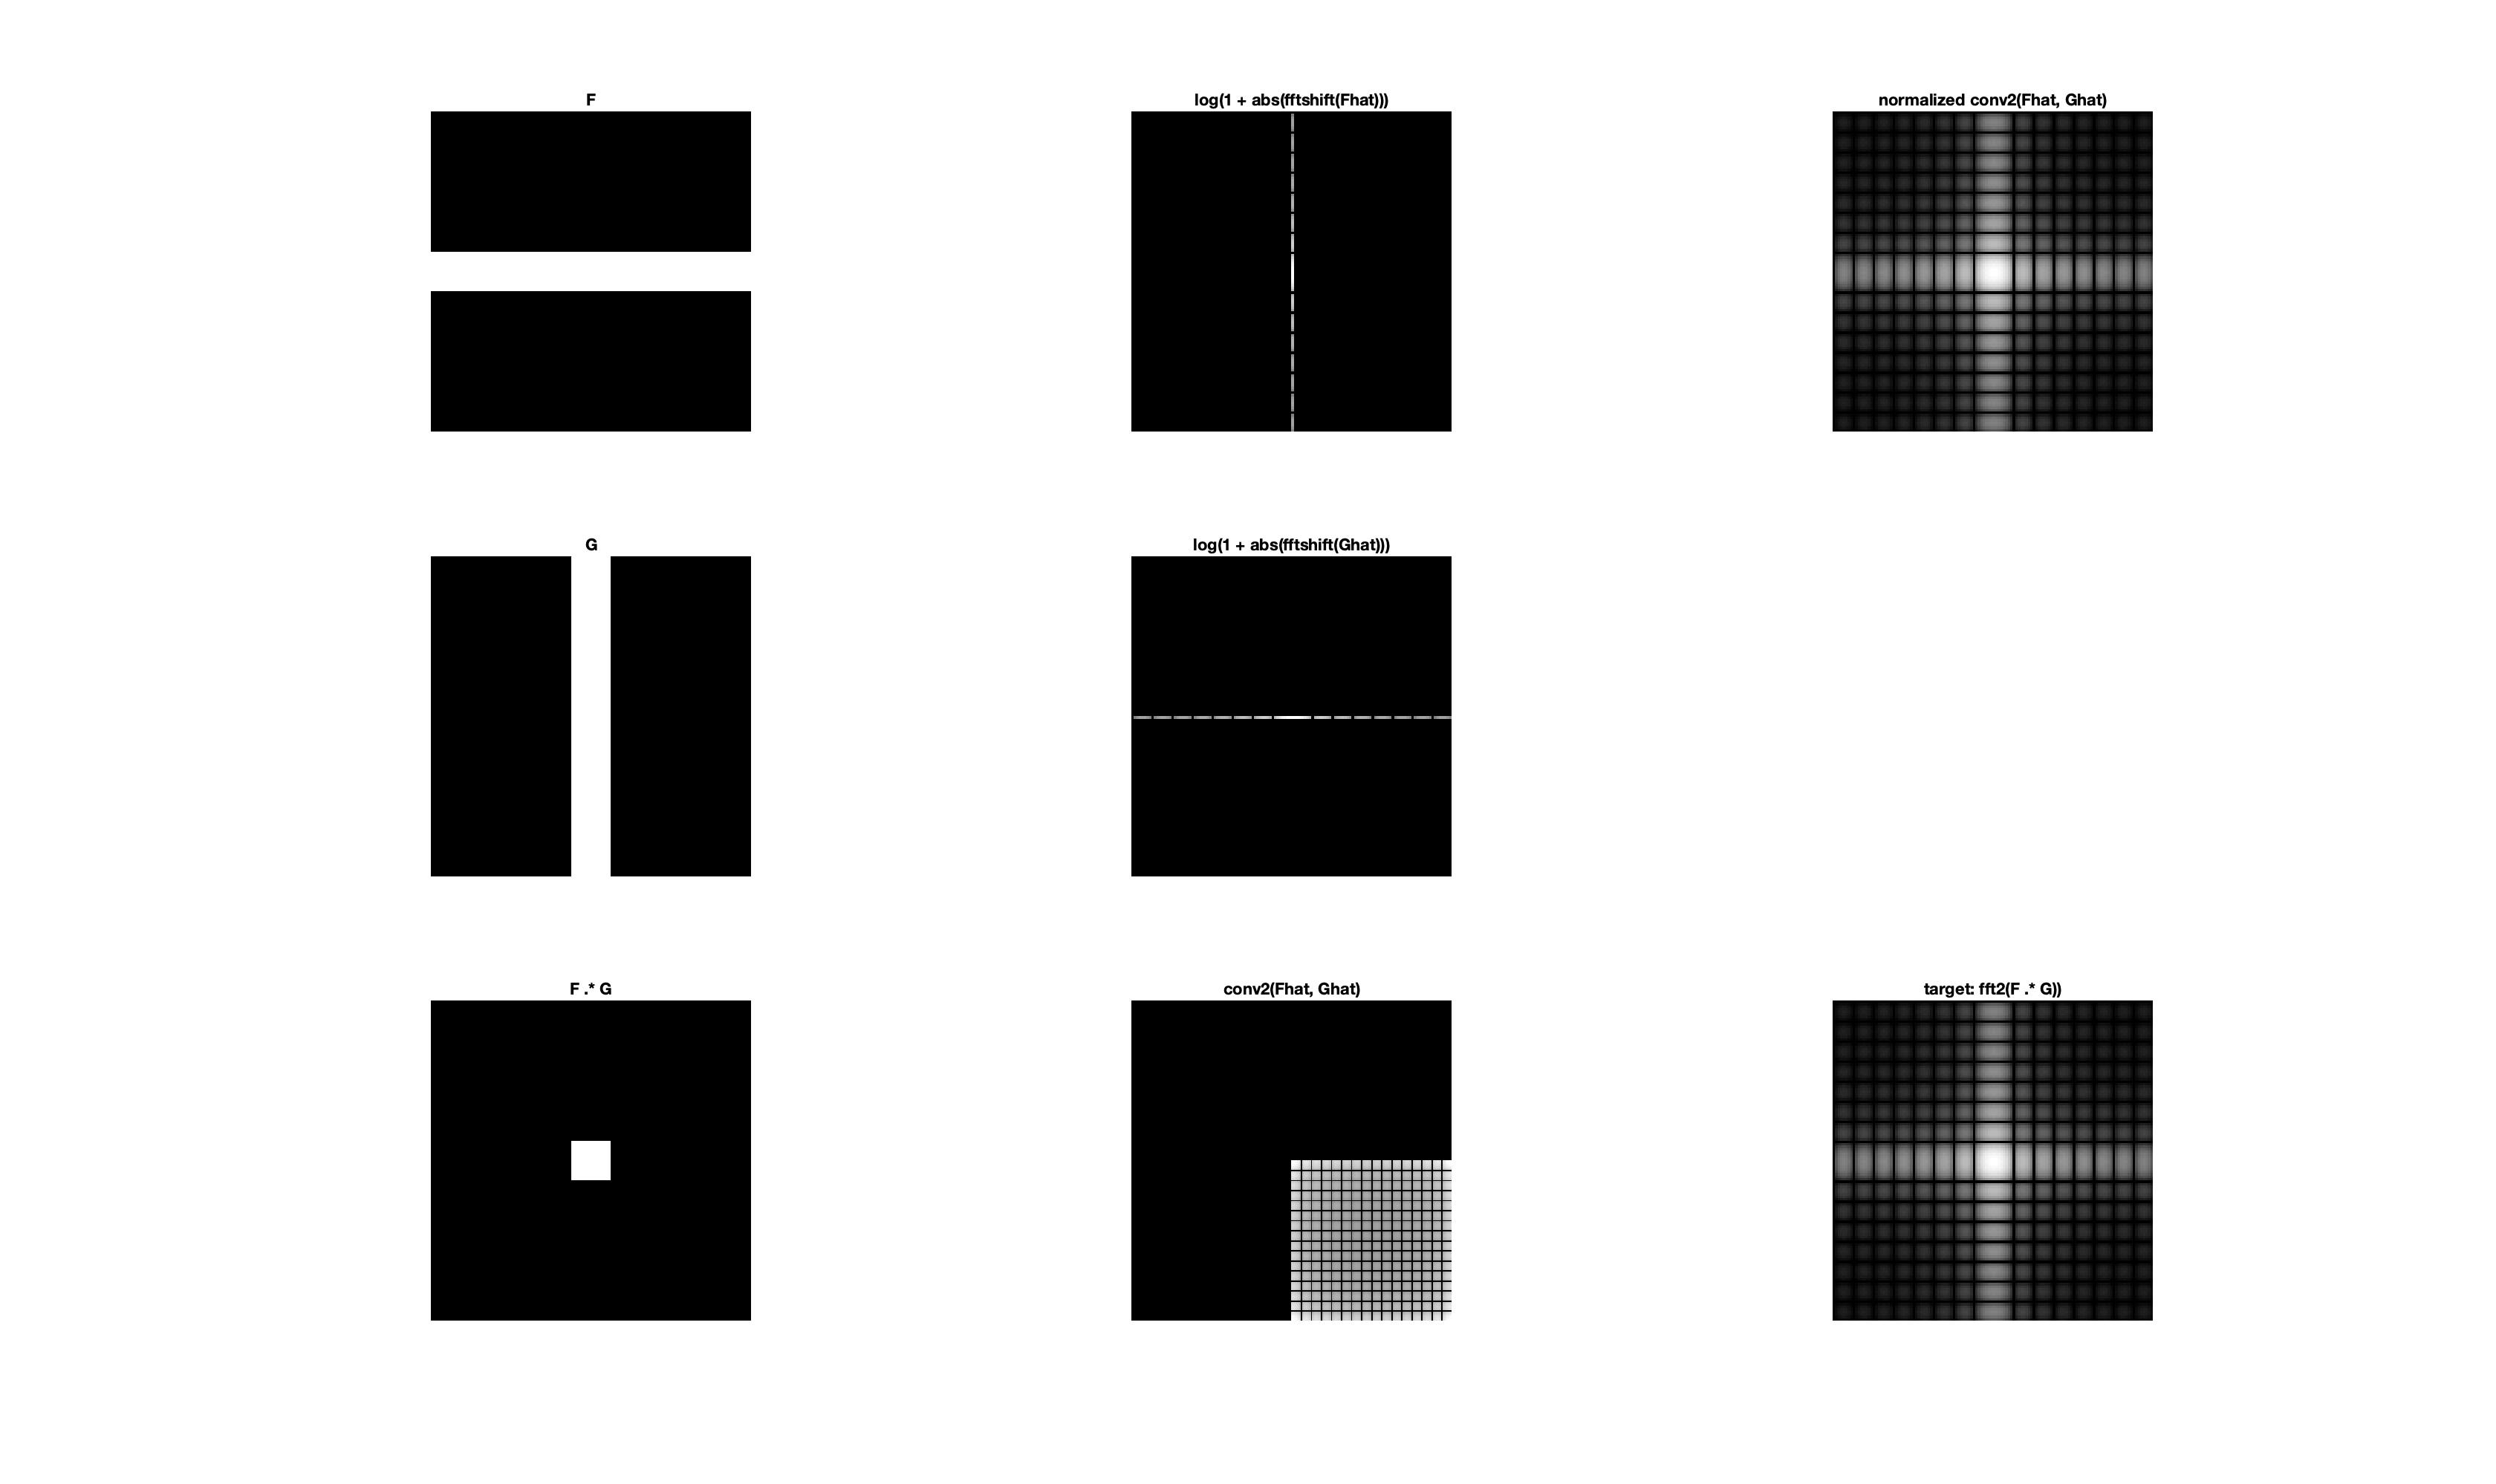 F
log(1 + abs(fftshift(Fhat)))
normalized conv2(Fhat, Ghat)
G
log(1 + abs(fftshift(Ghat)))
F .* G
conv2(Fhat, Ghat)
target: fft2(F .* G))